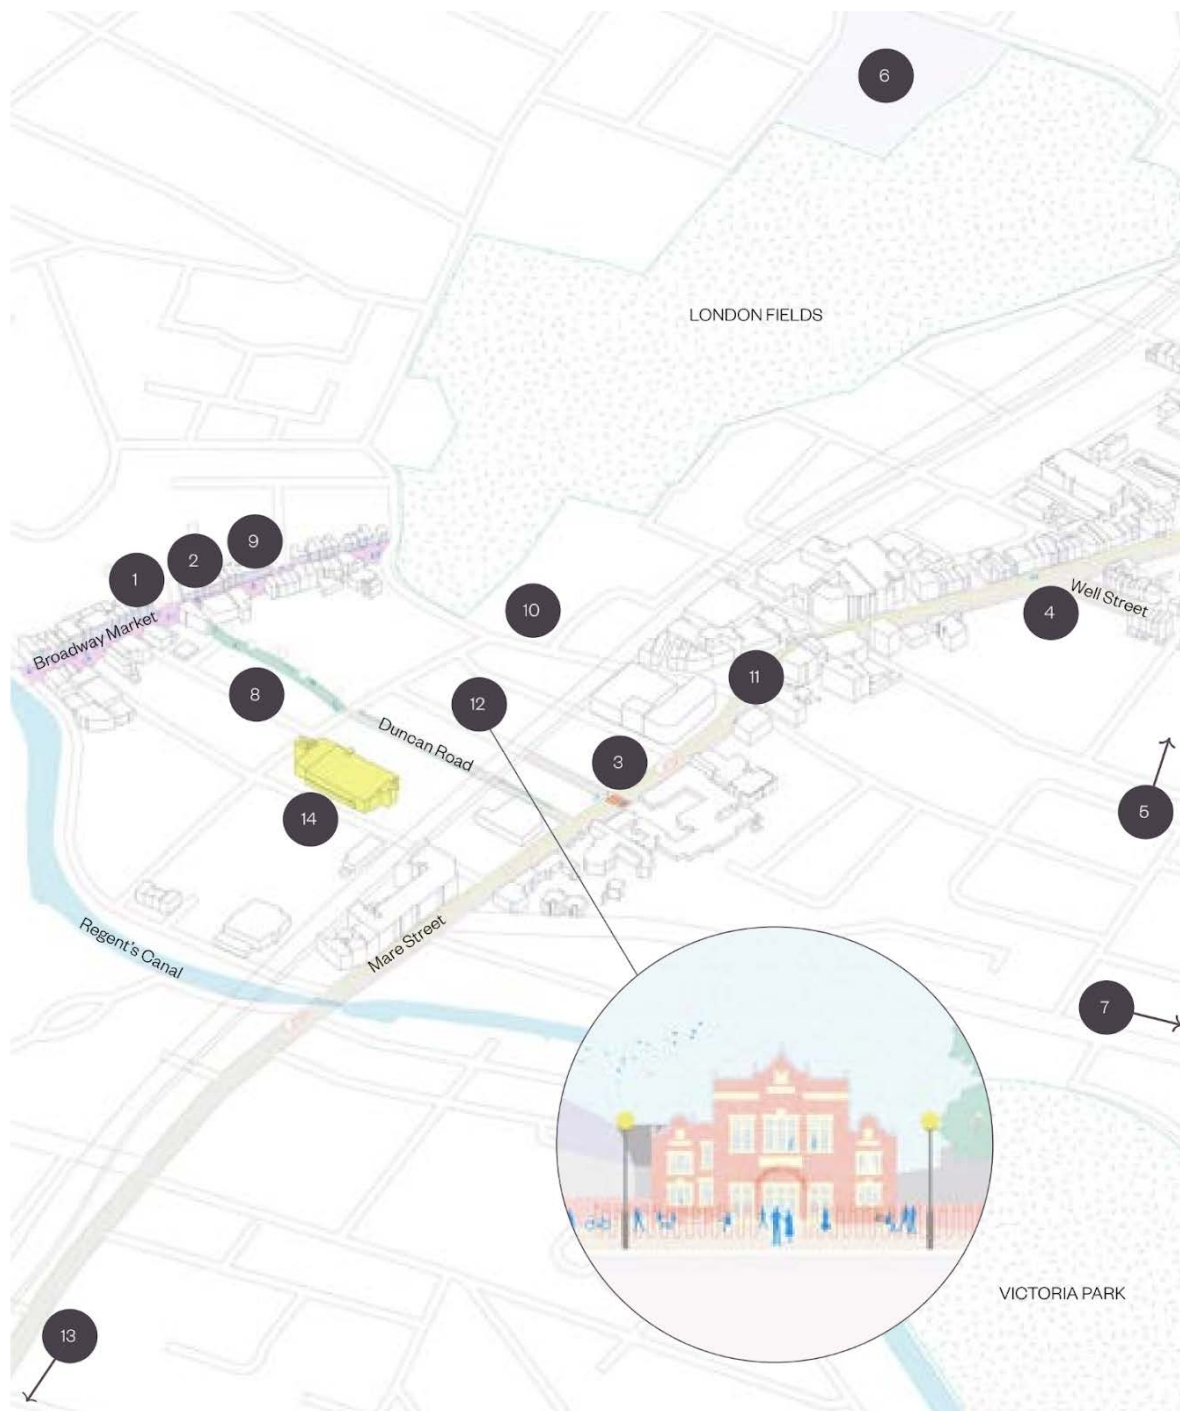 6
LONDON FIELDS
9
2
1
Broadway Market
10
Well Street
4
11
8
12
Duncan Road
3
5
14
Mare Street
Regent's Canal
7
VICTORIA PARK
13